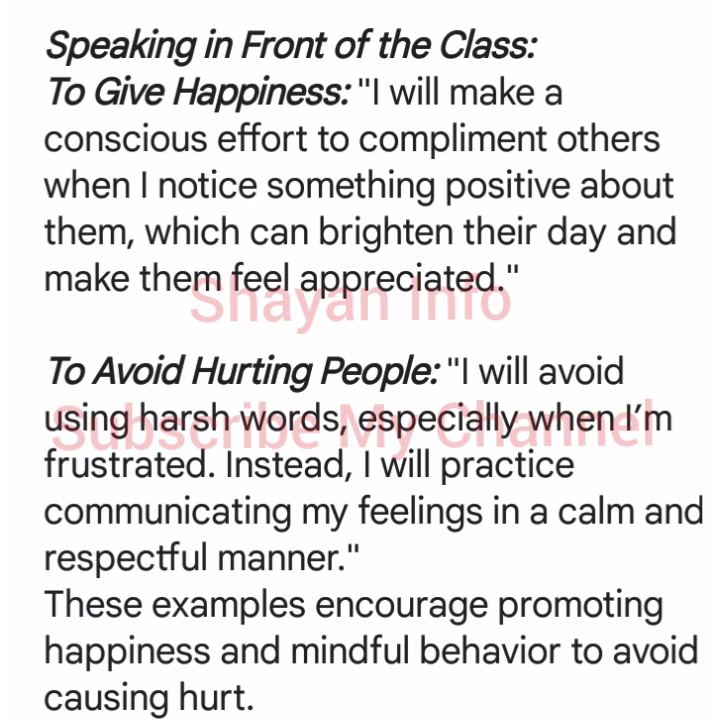 Speaking in Front of the Class:
To Give Happiness: "I will make a
conscious effort to compliment others
when I notice something positive about
them, which can brighten their day and
make them feel appreciated."
Shayan Info
To Avoid Hurting People: "I will avoid
using harsh words, especially when I’m
Subscribe My Channel
frustrated. Instead, I will practice
communicating my feelings in a calm and
respectful manner."
These examples encourage promoting
happiness and mindful behavior to avoid
causing hurt.